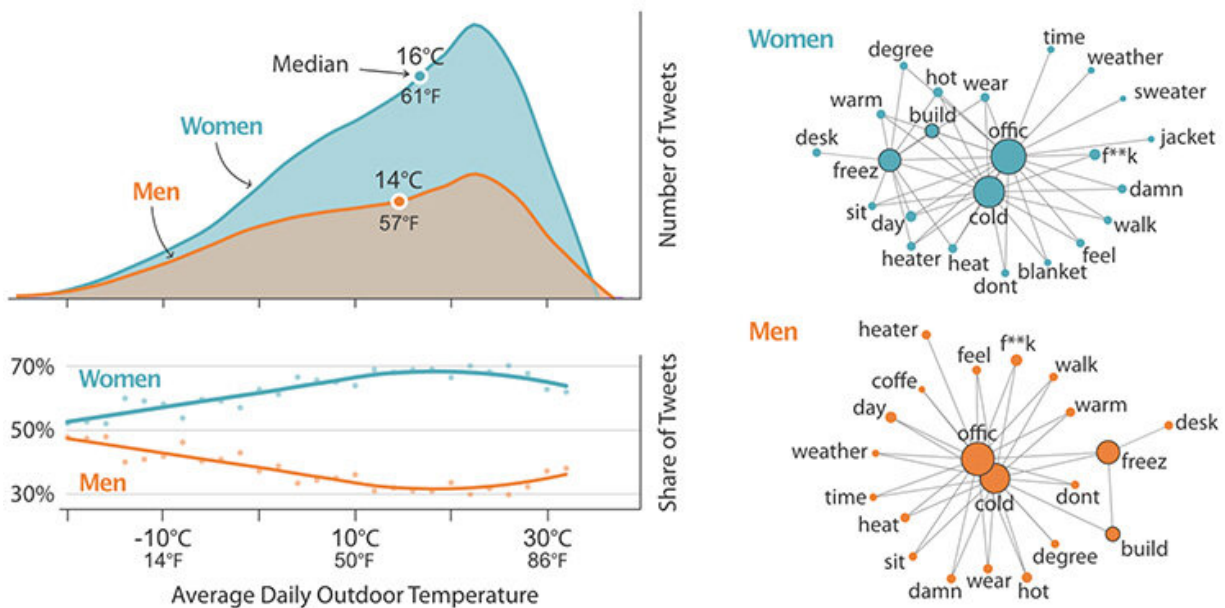 Median
16°C
61°F
Women
Men
14°C
57°F
Number of Tweets
70%
50%
30%
Women
Men
Share of Tweets
-10°C
14°F
10°C
50°F
30°C
86°F
Average Daily Outdoor Temperature
Women
time
degree
weather
hot
wear
sweater
warm
build
offic
jacket
desk
f**k
freez
damn
cold
sit
day
walk
feel
heater
heat
blanket
dont
Men
heater
f**k
feel
walk
coffe
day
warm
offic
desk
weather
freez
time
cold
dont
heat
build
sit
degree
damn
wear
hot